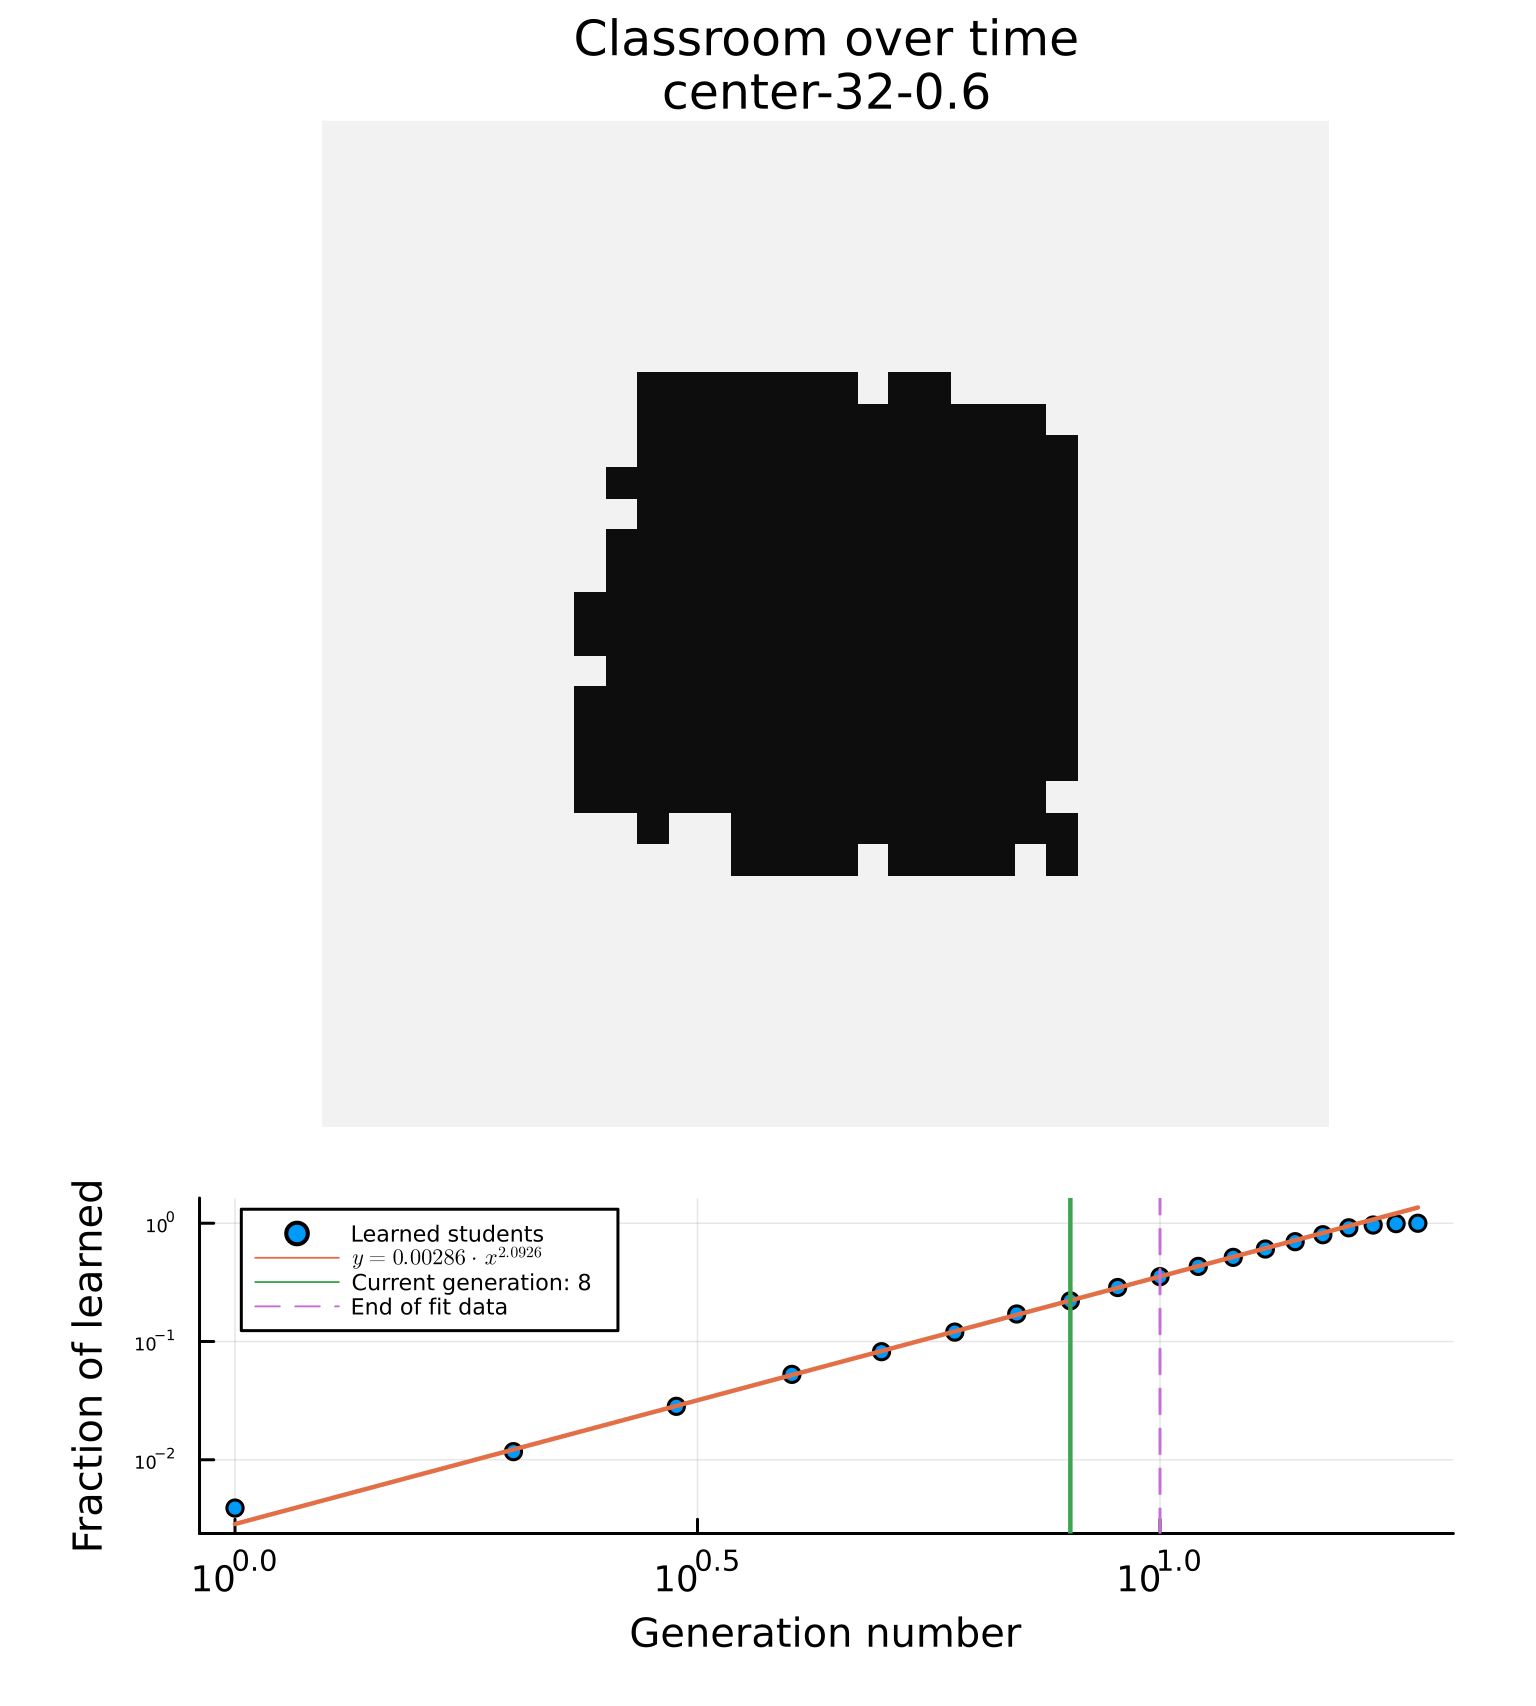 Classroom over time
center-32-0.6
Fraction of learned
10^0
10^-1
10^-2
Learned students
y = 0.00286 · x^2.0926
Current generation: 8
End of fit data
10^0.0 10^0.5 10^1.0
Generation number